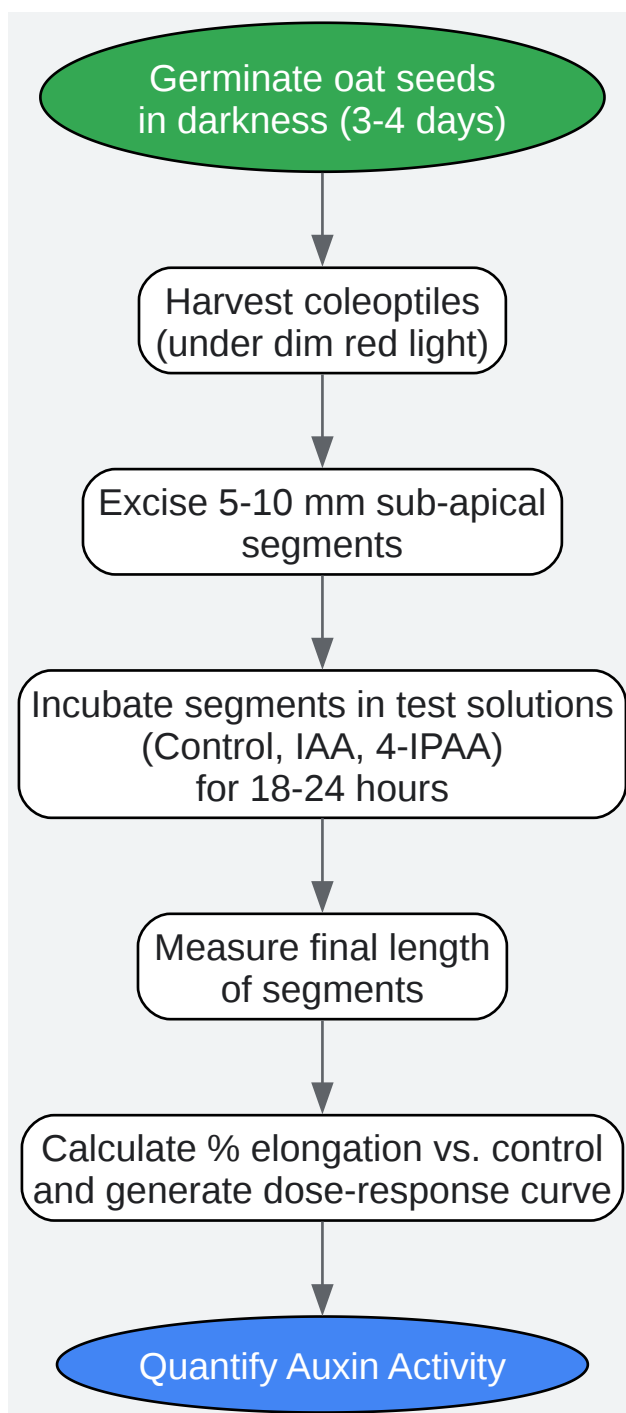 Germinate oat seeds
in darkness (3-4 days)
Harvest coleoptiles
(under dim red light)
Excise 5-10 mm sub-apical
segments
Incubate segments in test solutions
(Control, IAA, 4-IPAA)
for 18-24 hours
Measure final length
of segments
Calculate % elongation vs. control
and generate dose-response curve
Quantify Auxin Activity